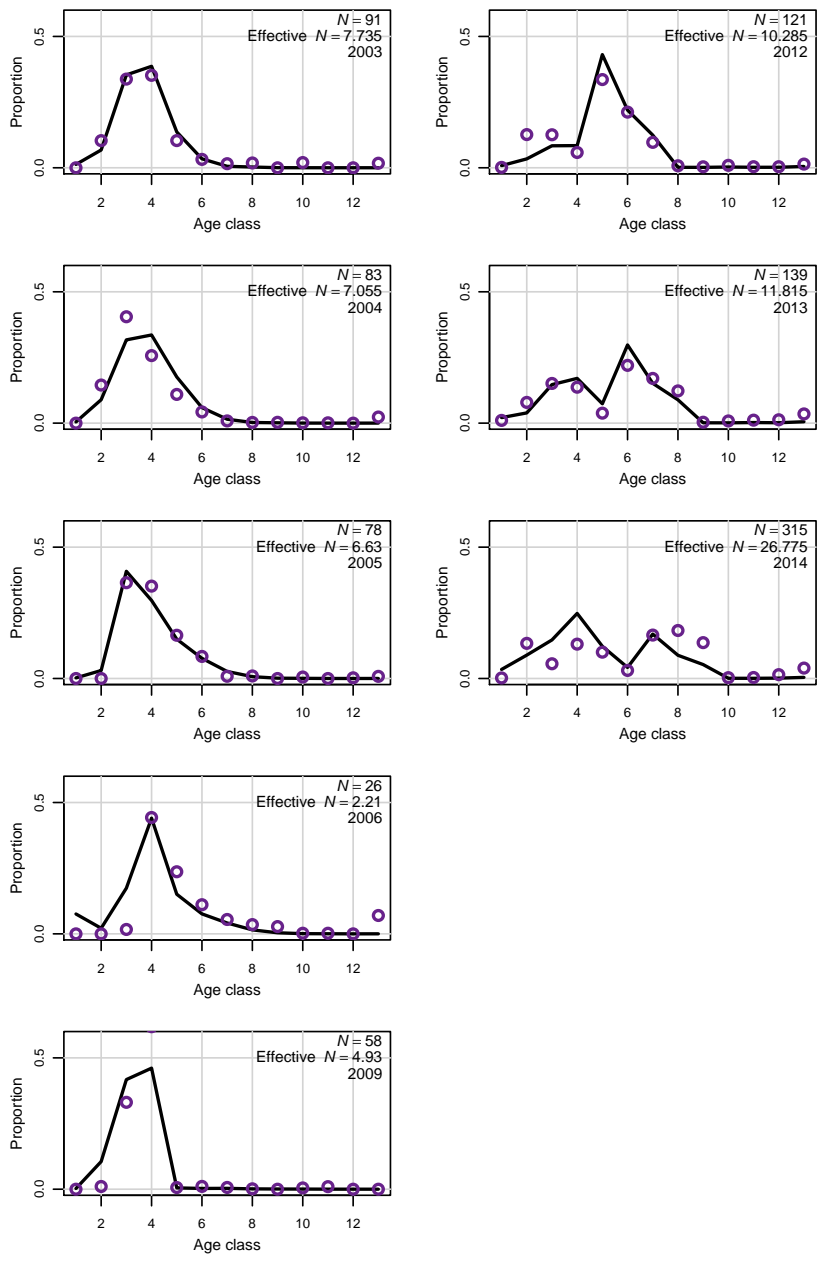 N = 91
Effective N = 7.735
2003
0.5
0.0
Proportion
2 4 6 8 10 12
Age class
N = 83
Effective N = 7.055
2004
0.5
0.0
Proportion
2 4 6 8 10 12
Age class
N = 78
Effective N = 6.63
2005
0.5
0.0
Proportion
2 4 6 8 10 12
Age class
N = 26
Effective N = 2.21
2006
0.5
0.0
Proportion
2 4 6 8 10 12
Age class
N = 58
Effective N = 4.93
2009
0.5
0.0
Proportion
2 4 6 8 10 12
Age class
N = 121
Effective N = 10.285
2012
0.5
0.0
Proportion
2 4 6 8 10 12
Age class
N = 139
Effective N = 11.815
2013
0.5
0.0
Proportion
2 4 6 8 10 12
Age class
N = 315
Effective N = 26.775
2014
0.5
0.0
Proportion
2 4 6 8 10 12
Age class